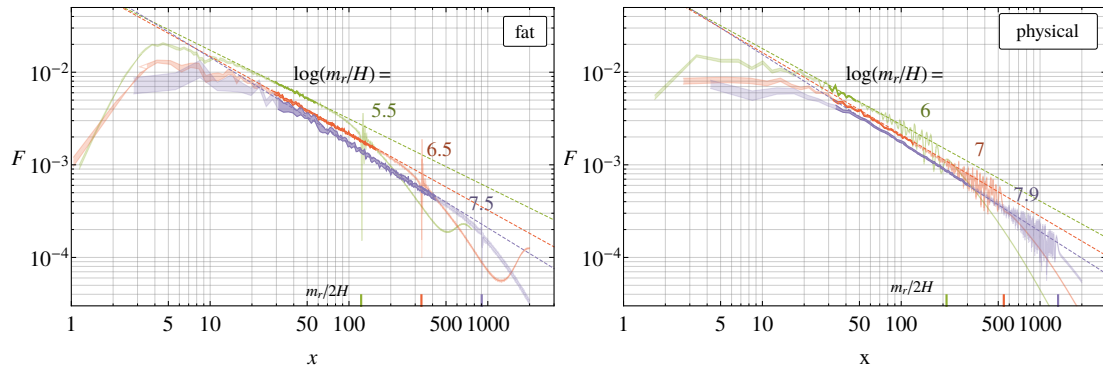 fat
log(m_r/H) =
5.5
6.5
7.5
m_r/2H
F
10^{-2}
10^{-3}
10^{-4}
1 5 10 50 100 500 1000
x
physical
log(m_r/H) =
6
7
7.9
m_r/2H
F
10^{-2}
10^{-3}
10^{-4}
1 5 10 50 100 500 1000
x